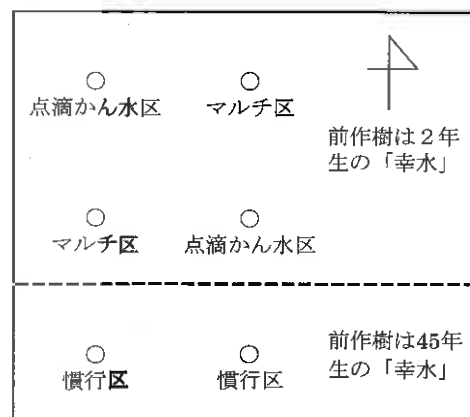 点滴かん水区 マルチ区
前作樹は2年
生の「幸水」
マルチ区 点滴かん水区
慣行区 慣行区
前作樹は45年
生の「幸水」